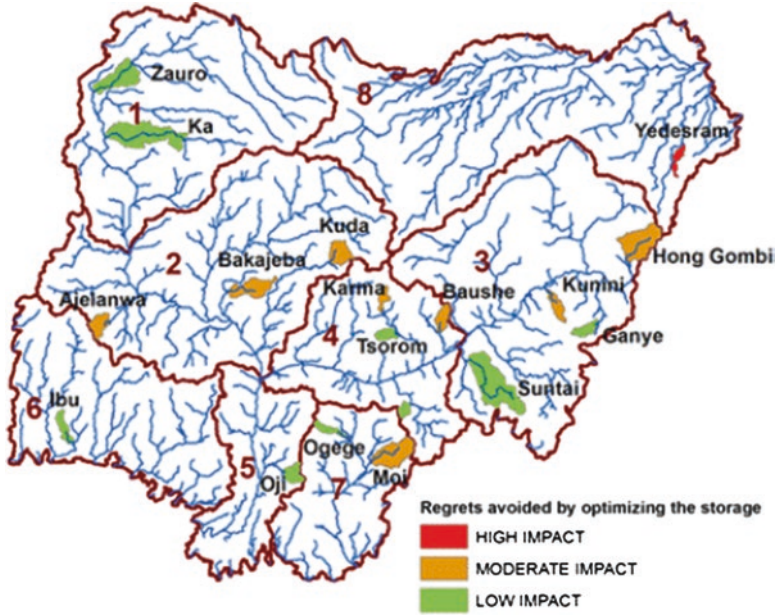 Zauro
8
1
Ka
Yedesram
Kuda
2
Bakajeba
3
Hong Gombi
Ajelanwa
Karma
Baushe
Kunini
4
Tsorom
Ganye
6
Ibu
Suntai
5
Ogege
Oji
7
Moi
Regrets avoided by optimizing the storage
HIGH IMPACT
MODERATE IMPACT
LOW IMPACT